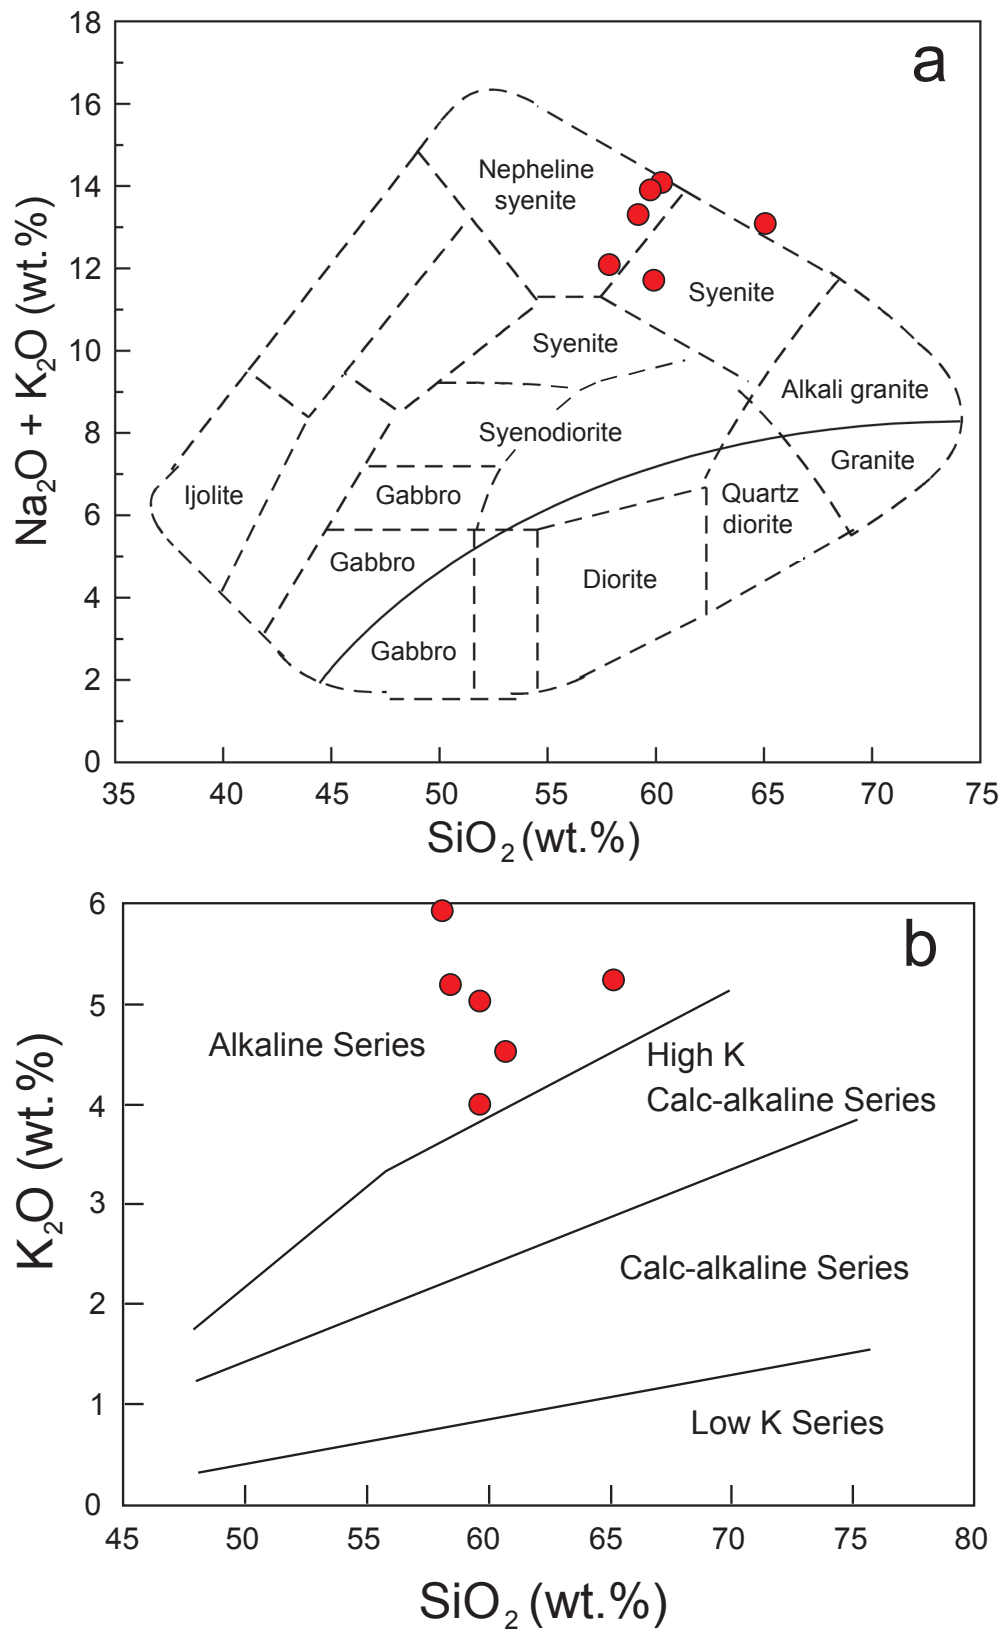 a
18
16
14
12
10
8
6
4
2
0
Na₂O + K₂O (wt.%)
Nepheline
syenite
Syenite
Syenite
Alkali granite
Syenodiorite
Granite
Ijolite
Gabbro
Quartz
diorite
Gabbro
Diorite
Gabbro
35 40 45 50 55 60 65 70 75
SiO₂ (wt.%)
b
6
5
4
3
2
1
0
K₂O (wt.%)
Alkaline Series
High K
Calc-alkaline Series
Calc-alkaline Series
Low K Series
45 50 55 60 65 70 75 80
SiO₂ (wt.%)